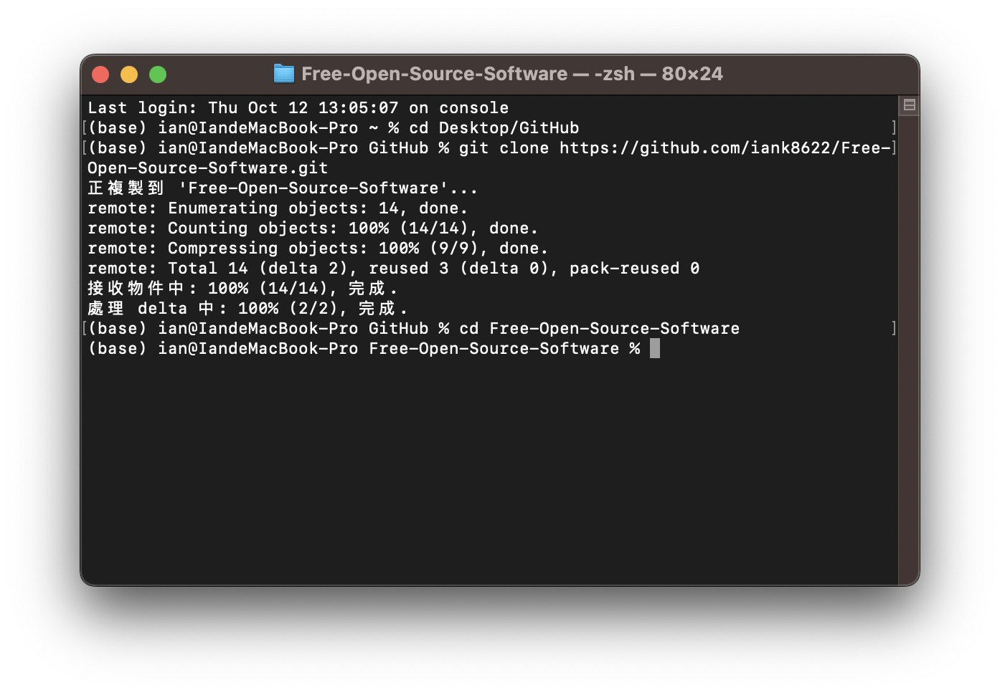 Free-Open-Source-Software — -zsh — 80×24
Last login: Thu Oct 12 13:05:07 on console
[(base) ian@IandeMacBook-Pro ~ % cd Desktop/GitHub ]
[(base) ian@IandeMacBook-Pro GitHub % git clone https://github.com/iank8622/Free-]
Open-Source-Software.git
正複製到 'Free-Open-Source-Software'...
remote: Enumerating objects: 14, done.
remote: Counting objects: 100% (14/14), done.
remote: Compressing objects: 100% (9/9), done.
remote: Total 14 (delta 2), reused 3 (delta 0), pack-reused 0
接收物件中: 100% (14/14), 完成.
處理 delta 中: 100% (2/2), 完成.
[(base) ian@IandeMacBook-Pro GitHub % cd Free-Open-Source-Software ]
(base) ian@IandeMacBook-Pro Free-Open-Source-Software %